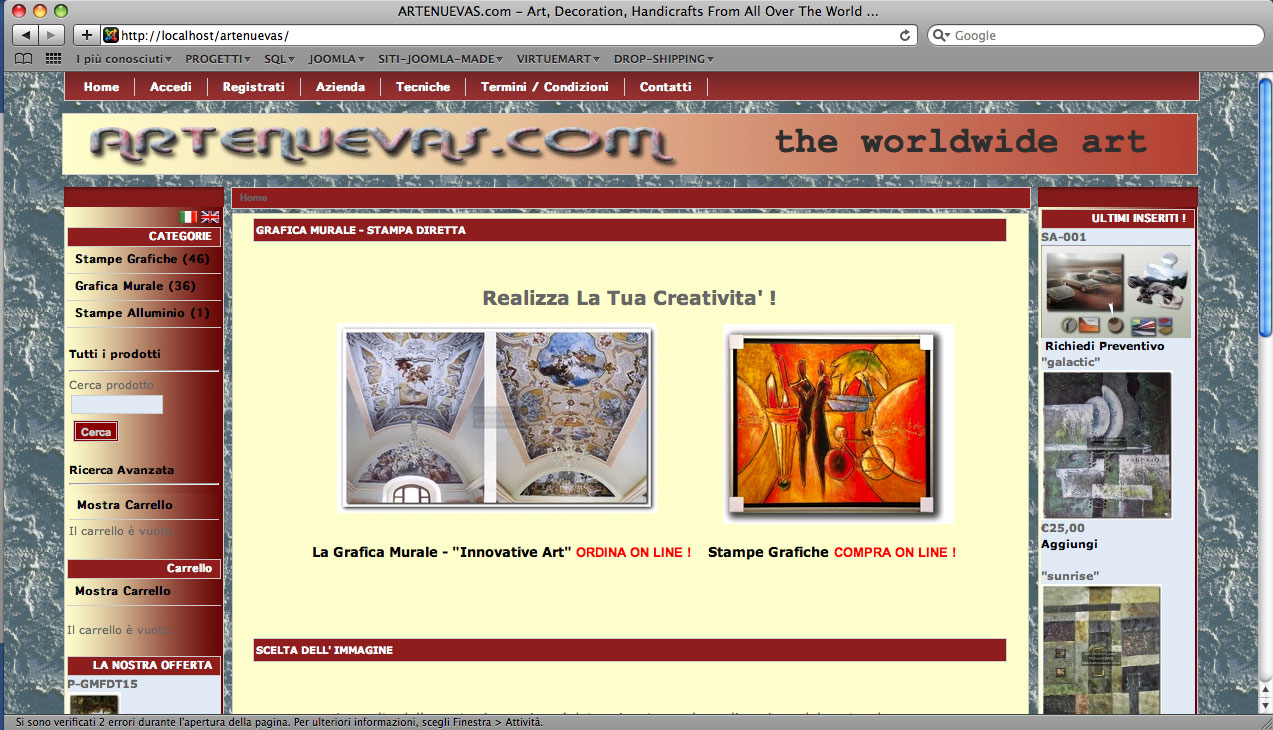 ARTENUEVAS.com – Art, Decoration, Handicrafts From All Over The World ...
http://localhost/artenuevas/
Google
I più conosciuti PROGETTI SQL JOOMLA SITI-JOOMLA-MADE VIRTUEMART DROP-SHIPPING
Home Accedi Registrati Azienda Tecniche Termini / Condizioni Contatti
ARTENUEVAS.COM the worldwide art
CATEGORIE
Stampe Grafiche (46)
Grafica Murale (36)
Stampe Alluminio (1)
Tutti i prodotti
Cerca prodotto
Cerca
Ricerca Avanzata
Mostra Carrello
Il carrello è vuoto.
Carrello
Mostra Carrello
Il carrello è vuoto.
LA NOSTRA OFFERTA
P-GMFDT15
Home
GRAFICA MURALE - STAMPA DIRETTA
Realizza La Tua Creativita' !
La Grafica Murale - "Innovative Art" ORDINA ON LINE ! Stampe Grafiche COMPRA ON LINE !
SCELTA DELL' IMMAGINE
ULTIMI INSERITI !
SA-001
Richiedi Preventivo
"galactic"
€25,00
Aggiungi
"sunrise"
Si sono verificati 2 errori durante l'apertura della pagina. Per ulteriori informazioni, scegli Finestra > Attività.